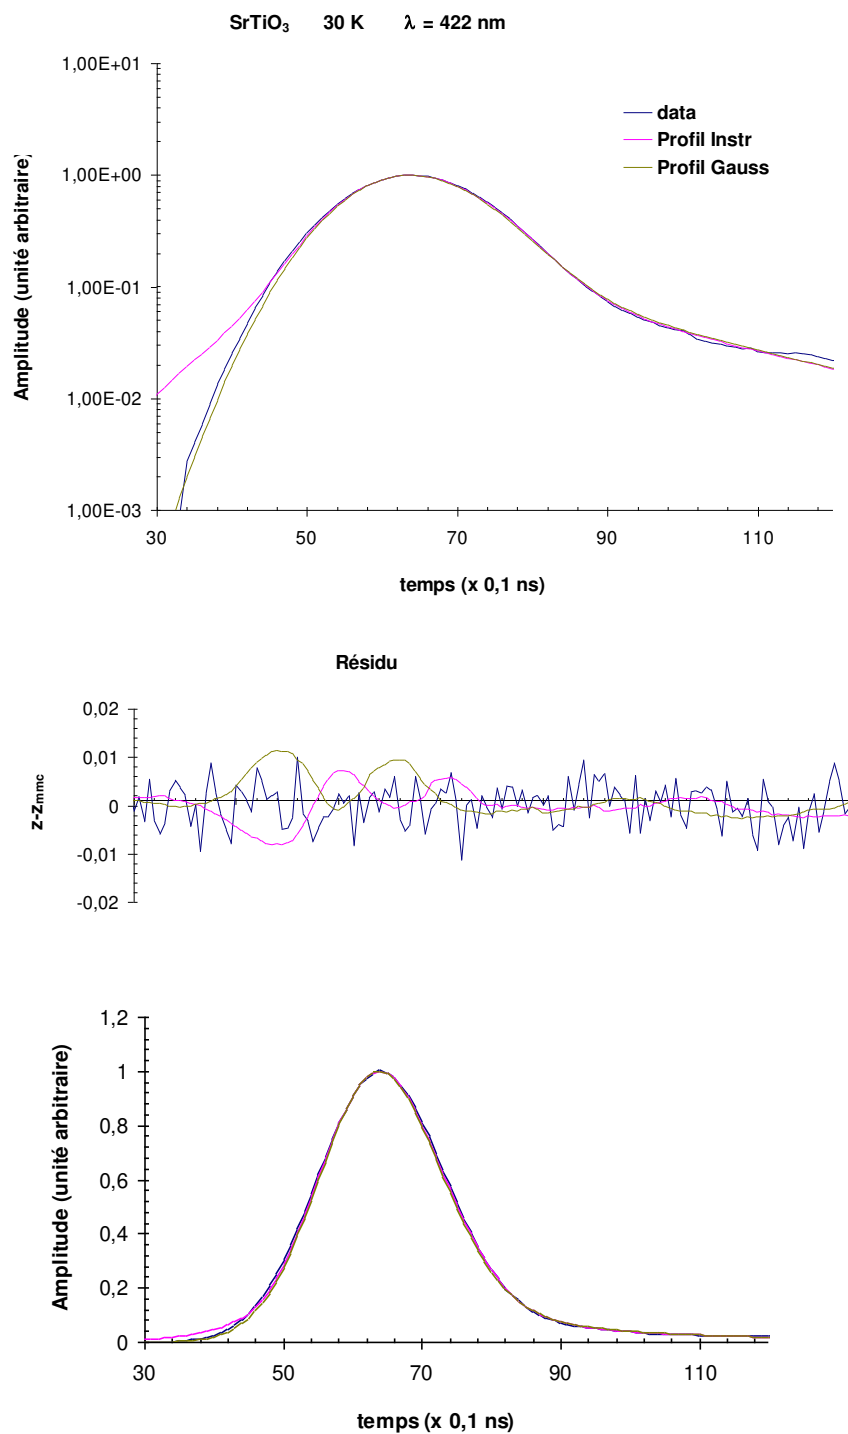 SrTiO₃ 30 K λ = 422 nm
1,00E+01
1,00E+00
1,00E-01
1,00E-02
1,00E-03
Amplitude (unité arbitraire)
data
Profil Instr
Profil Gauss
30 50 70 90 110
temps (x 0,1 ns)
Résidu
0,02
0,01
0
-0,01
-0,02
z-zmmc
1,2
1
0,8
0,6
0,4
0,2
0
Amplitude (unité arbitraire)
30 50 70 90 110
temps (x 0,1 ns)